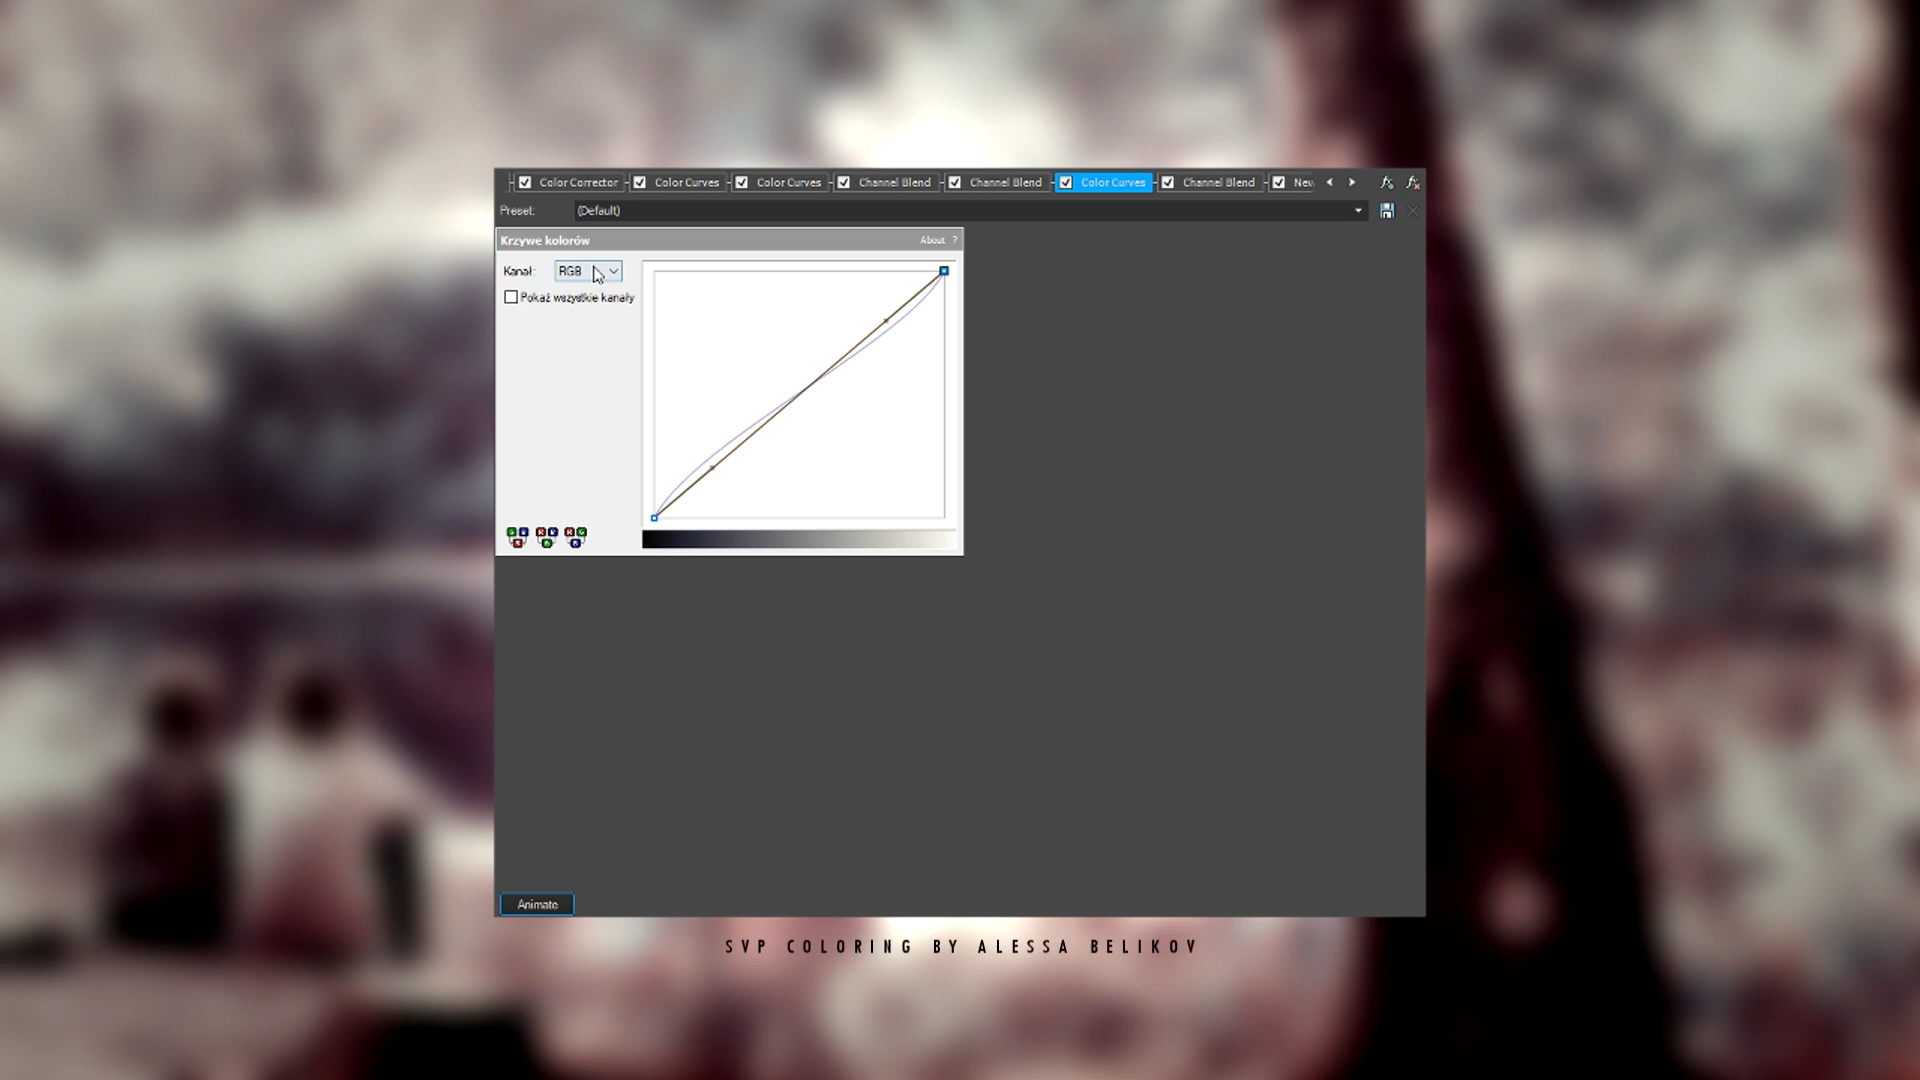 Color Corrector Color Curves Color Curves Channel Blend Channel Blend Color Curves Channel Blend
Preset: (Default)
Krzywe kolorów About ?
Kanał: RGB
Pokaż wszystkie kanały
Animate
SVP COLORING BY ALESSA BELIKOV